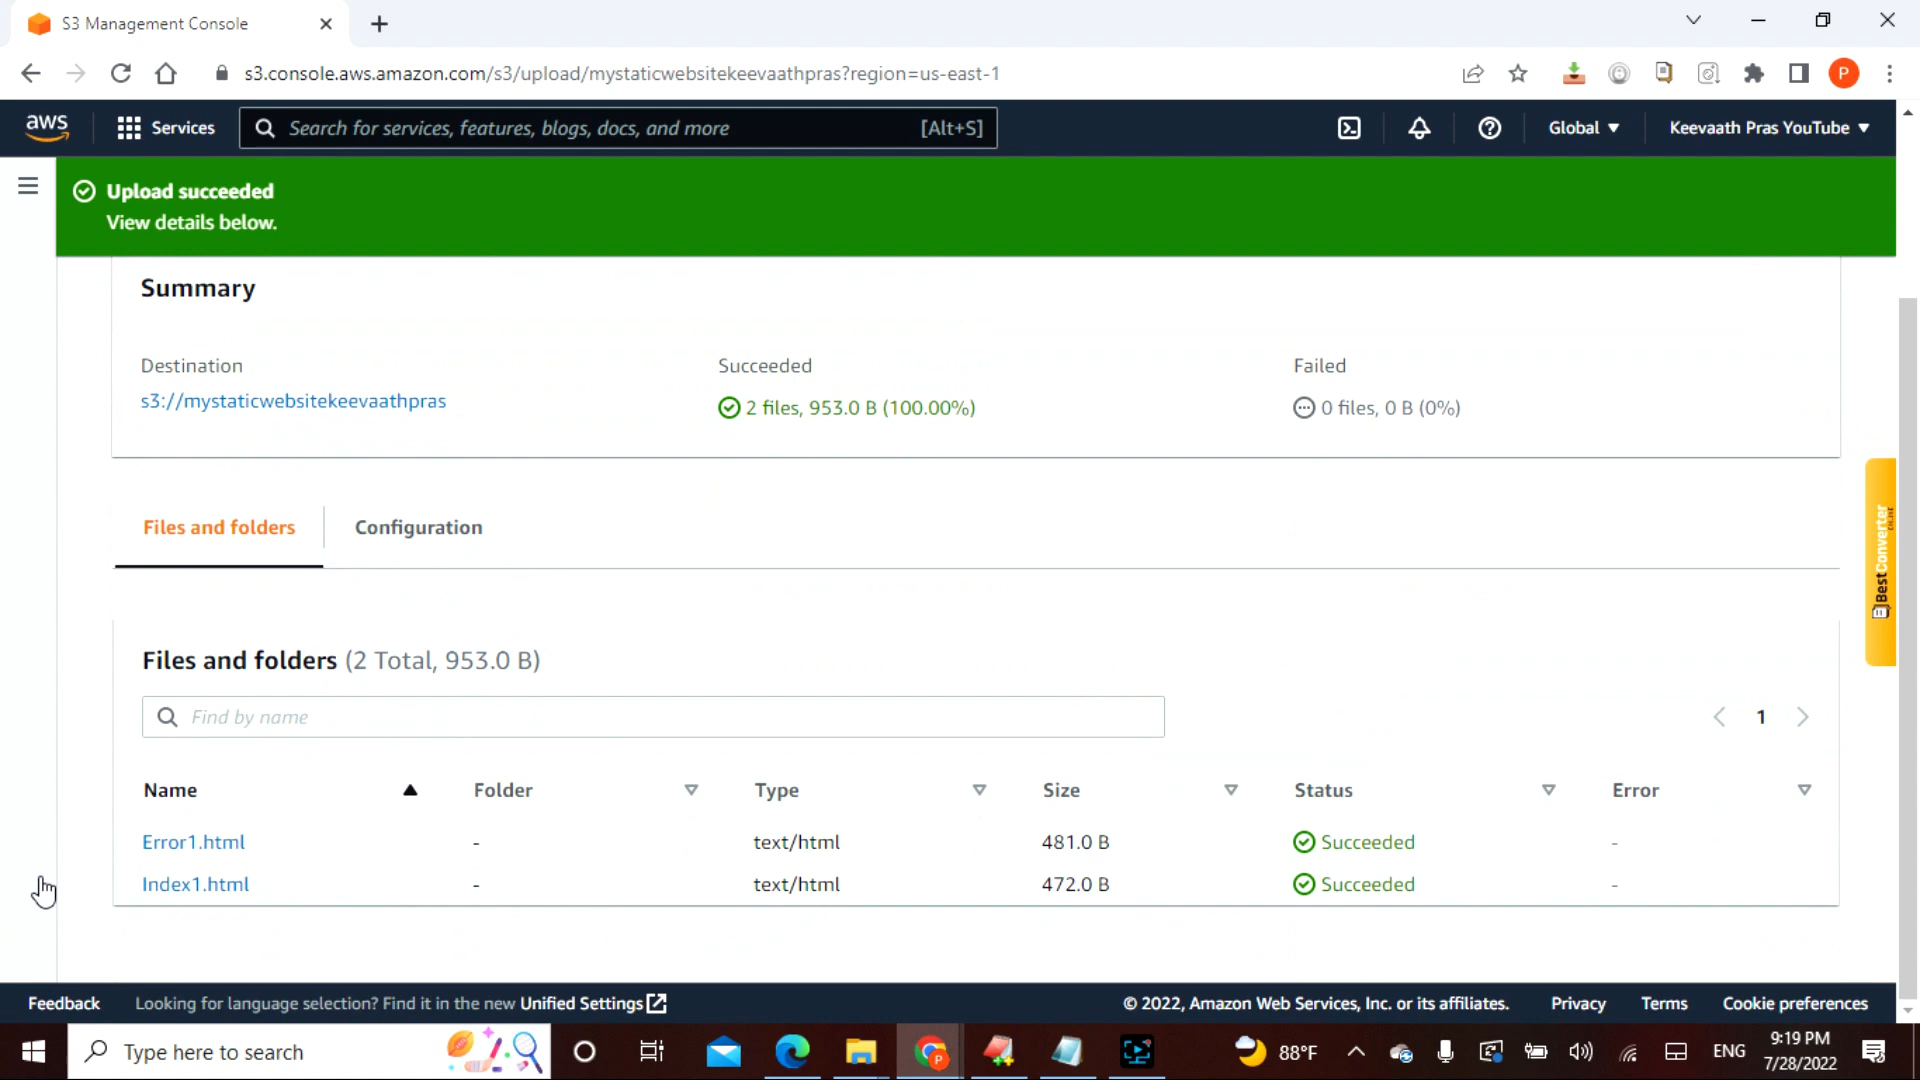 S3 Management Console
s3.console.aws.amazon.com/s3/upload/mystaticwebsitekeevaathpras?region=us-east-1
P
aws
Services
Search for services, features, blogs, docs, and more
[Alt+S]
Global
Keevaath Pras YouTube
Upload succeeded
View details below.
Summary
Destination
Succeeded
Failed
s3://mystaticwebsitekeevaathpras
2 files, 953.0 B (100.00%)
0 files, 0 B (0%)
BestConverter
Files and folders
Configuration
Files and folders (2 Total, 953.0 B)
Find by name
1
Name Folder Type Size Status Error
Error1.html - text/html 481.0 B Succeeded -
Index1.html - text/html 472.0 B Succeeded -
Feedback
Looking for language selection? Find it in the new Unified Settings
© 2022, Amazon Web Services, Inc. or its affiliates.
Privacy
Terms
Cookie preferences
Type here to search
88°F
ENG
9:19 PM
7/28/2022